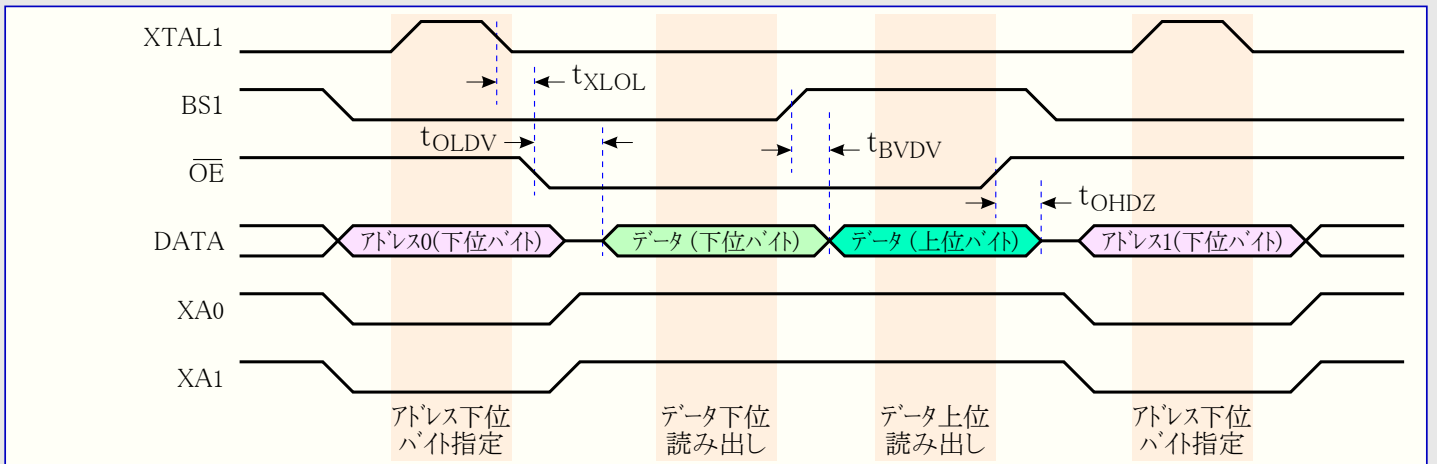 XTAL1
tXLOL
BS1
tOLDV
tBVDV
OE
tOHDZ
DATA
アドレス0(下位バイト)
データ (下位バイト)
データ (上位バイト)
アドレス1(下位バイト)
XA0
XA1
アドレス下位
バイト指定
データ下位
読み出し
データ上位
読み出し
アドレス下位
バイト指定